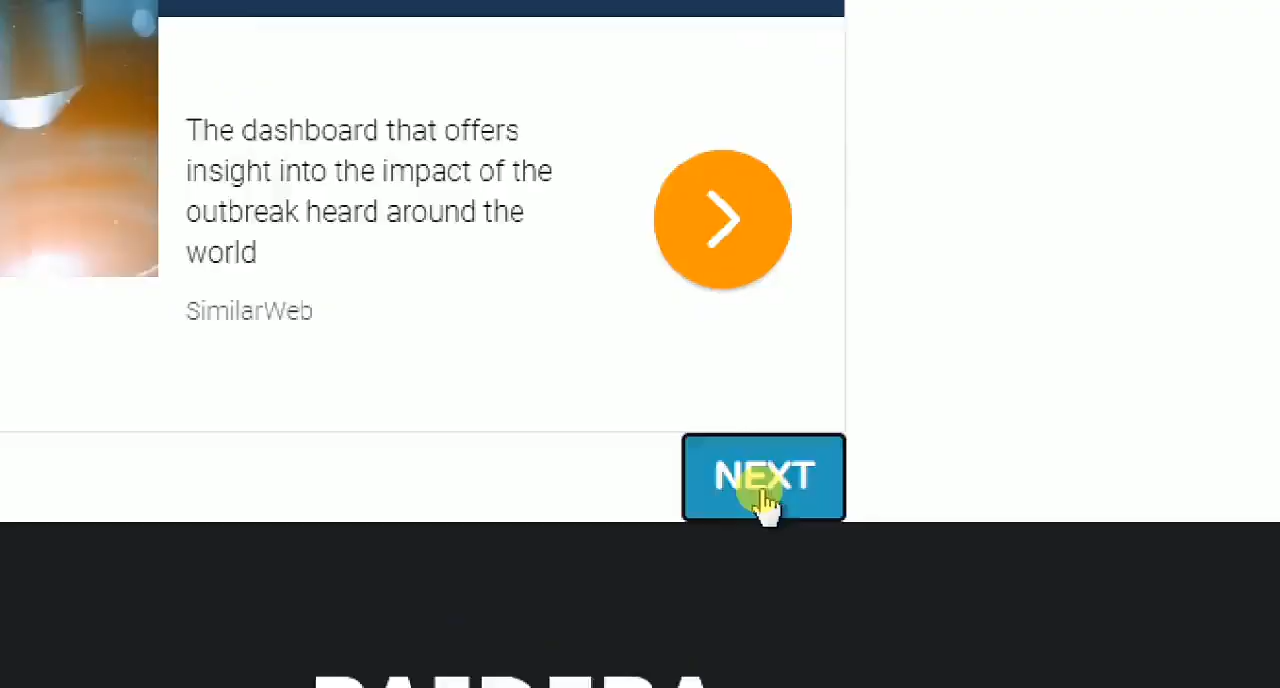 The dashboard that offers
insight into the impact of the
outbreak heard around the
world
SimilarWeb
NEXT